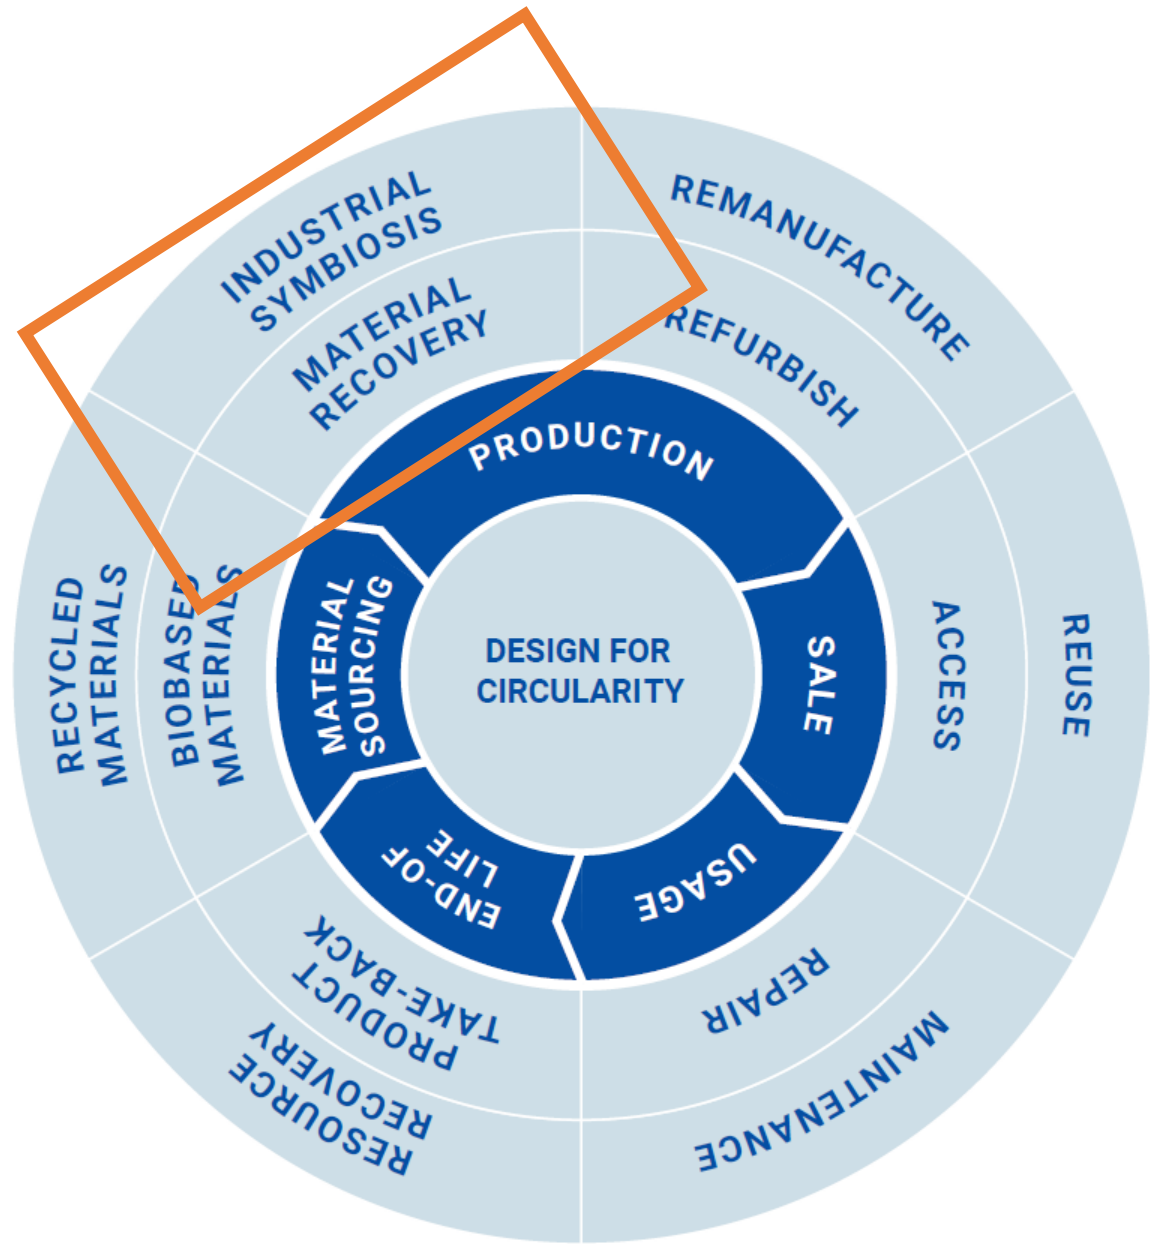 INDUSTRIAL
SYMBIOSIS
MATERIAL
RECOVERY
REMANUFACTURE
REFURBISH
PRODUCTION
RECYCLED
MATERIALS
BIOBASED
MATERIALS
MATERIAL
SOURCING
DESIGN FOR
CIRCULARITY
SALE
ACCESS
REUSE
END-OF
LIFE
USAGE
TAKE-BACK
PRODUCT
REPAIR
RESOURCE
RECOVERY
MAINTENANCE